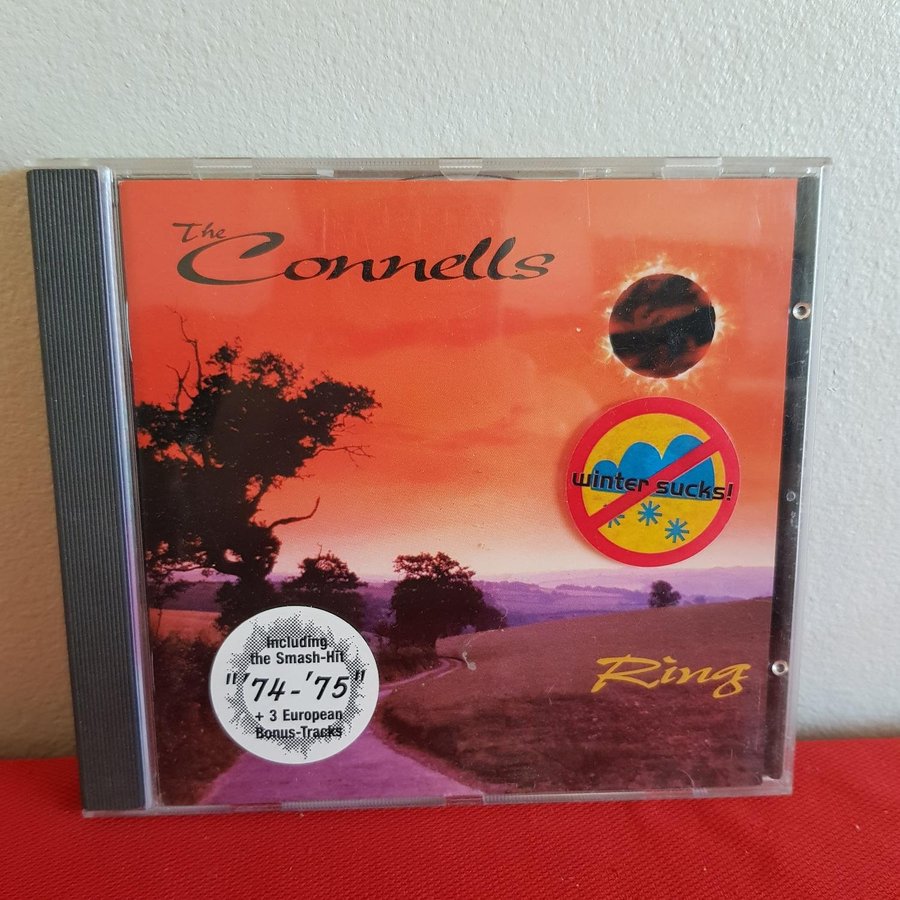 The
Connells
winter sucks!
Including
the Smash-Hit
"'74-'75"
+ 3 European
Bonus-Tracks
Ring